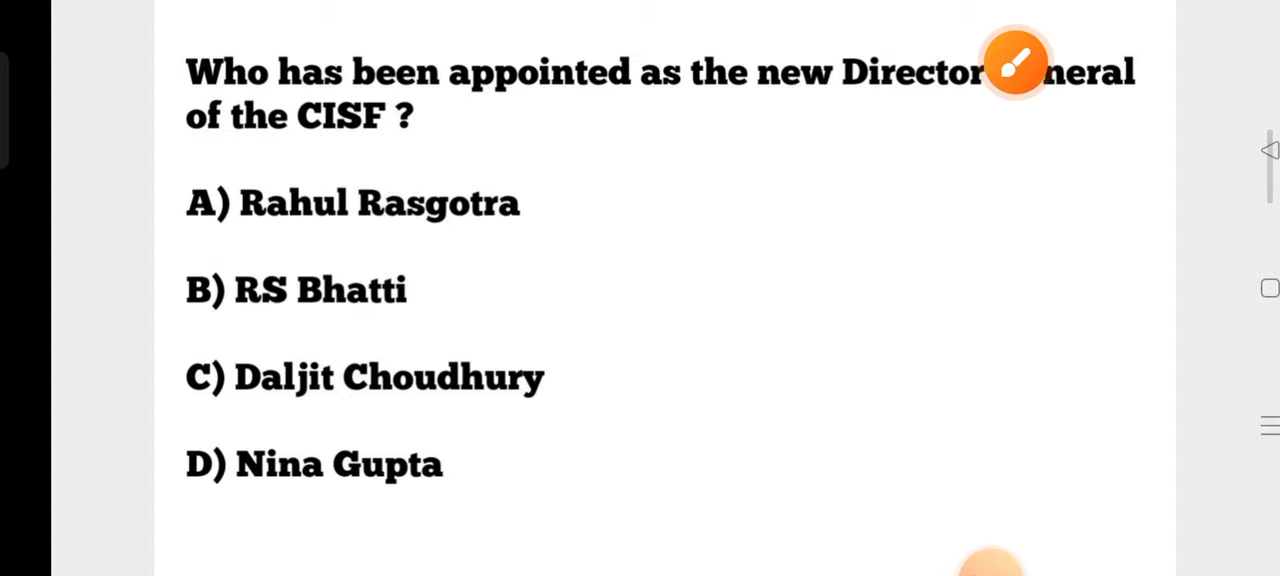 Who has been appointed as the new Director neral
of the CISF ?
A) Rahul Rasgotra
B) RS Bhatti
C) Daljit Choudhury
D) Nina Gupta